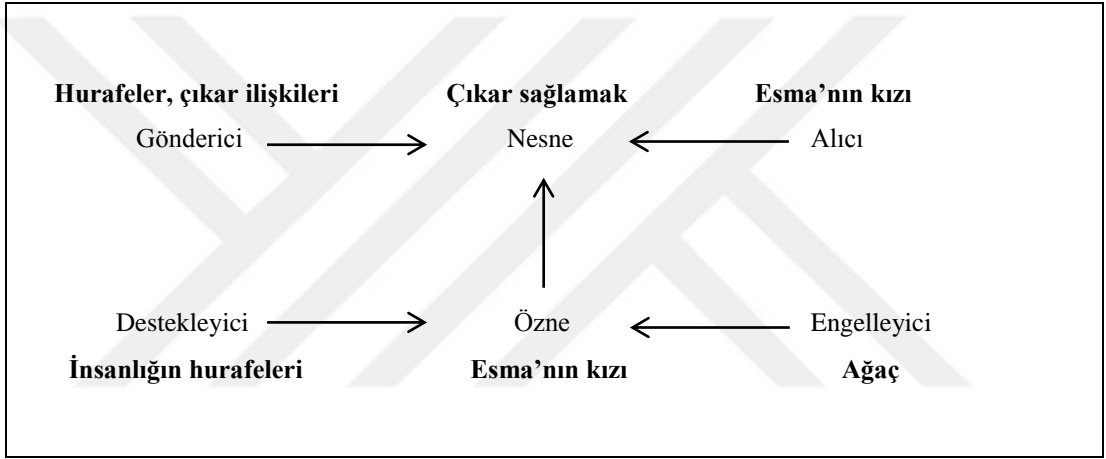 Hurafeler, çıkar ilişkileri Çıkar sağlamak Esma’nın kızı
Gönderici Nesne Alıcı
Destekleyici Özne Engelleyici
İnsanlığın hurafeleri Esma’nın kızı Ağaç